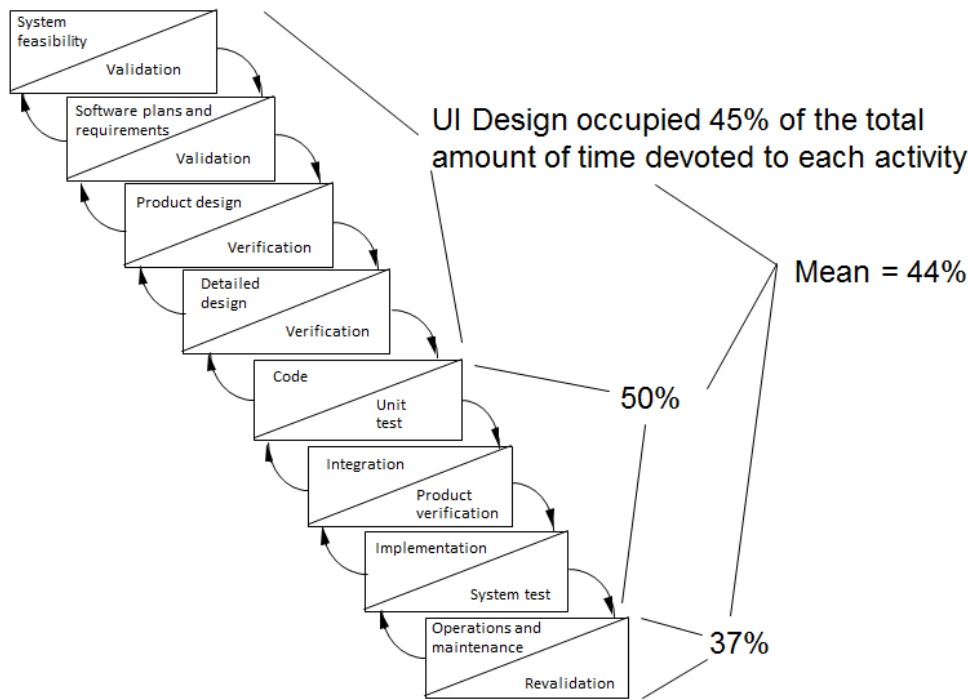 System
feasibility
Validation
Software plans and
requirements
Validation
Product design
Verification
Detailed
design
Verification
Code
Unit
test
Integration
Product
verification
Implementation
System test
Operations and
maintenance
Revalidation
UI Design occupied 45% of the total
amount of time devoted to each activity
Mean = 44%
50%
37%